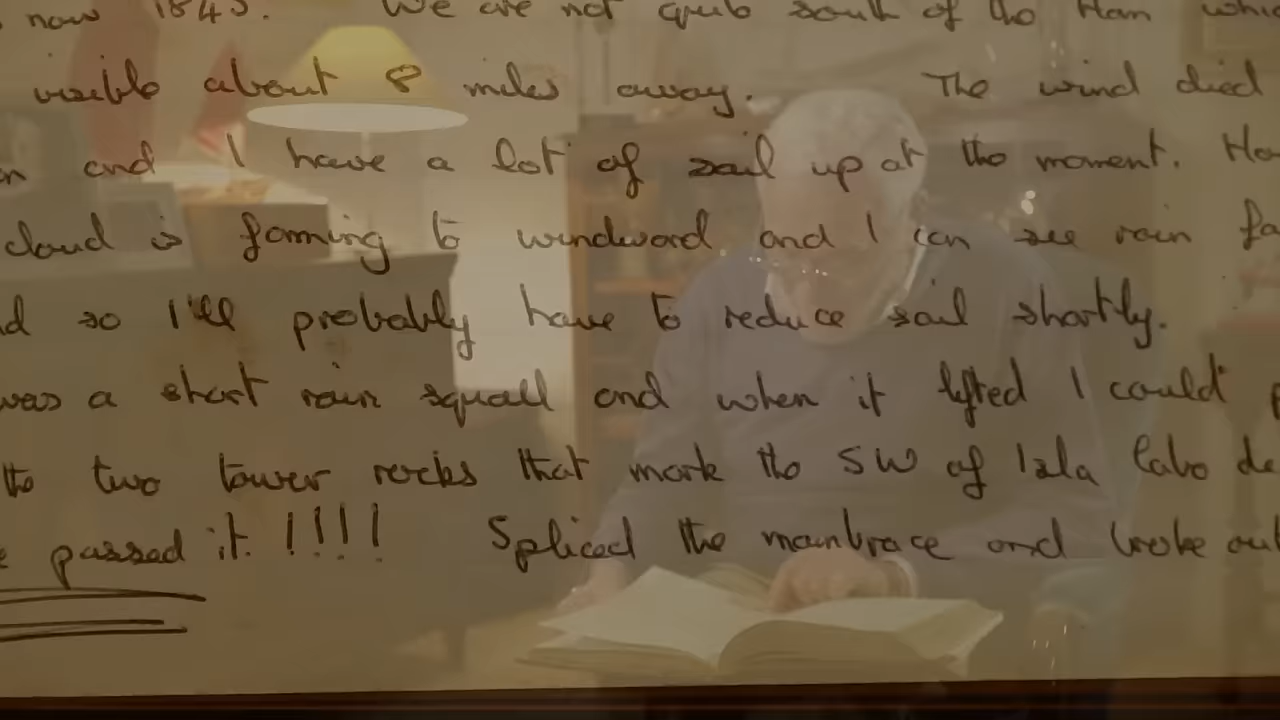 now 1845. We are not quite south of the Horn which
visible about 8 miles away. The wind died
and I have a lot of sail up at the moment.
cloud is forming to windward and I can see rain
so I'll probably have to reduce sail shortly.
was a short rain squall and when it lifted I could
the two tower rocks that mark the SW of Isla Cabo de
passed it. !!!! Spliced the mainbrace and broke out